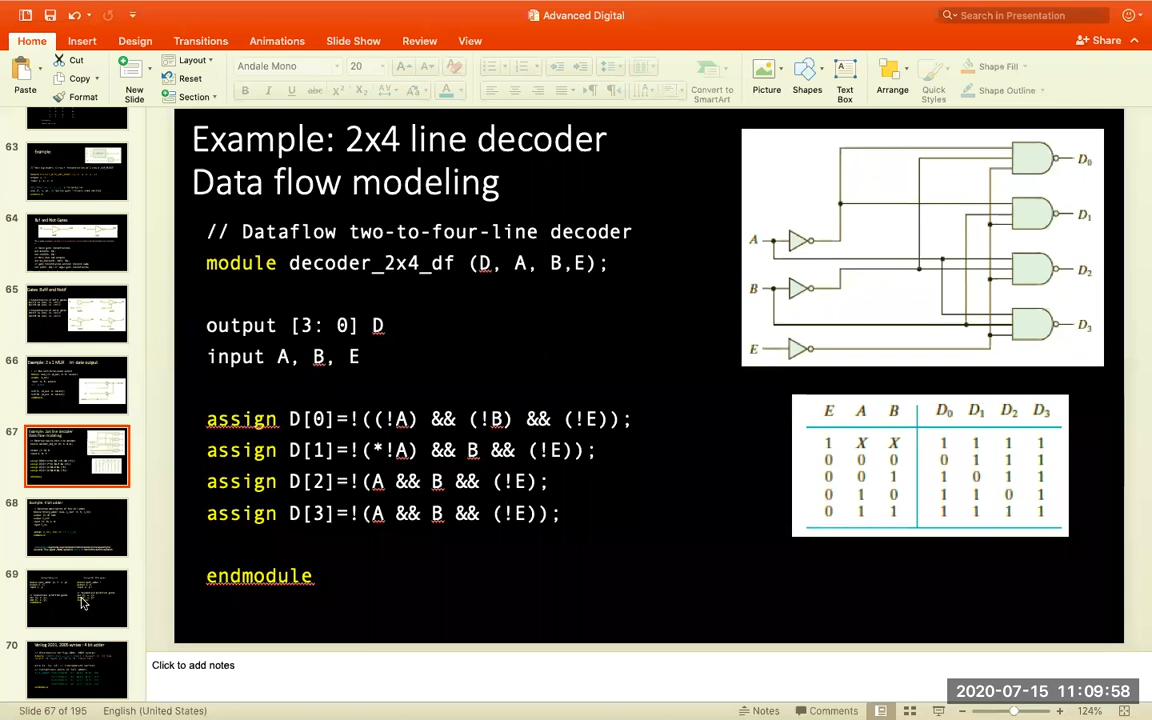 Advanced Digital
Search in Presentation
Home Insert Design Transitions Animations Slide Show Review View
Share
Paste
Cut
Copy
Format
New Slide
Layout
Reset
Section
Andale Mono 20
B I U abc X² X₂ AV Aa A
Convert to SmartArt
Picture
Shapes
Text Box
Arrange
Quick Styles
Shape Fill
Shape Outline
63
64
65
66
67
68
69
70
Example: 2x4 line decoder
Data flow modeling
// Dataflow two-to-four-line decoder
module decoder_2x4_df (D, A, B,E);
output [3: 0] D
input A, B, E
assign D[0]=!((!A) && (!B) && (!E));
assign D[1]=!(*!A) && B && (!E));
assign D[2]=!(A && B && (!E);
assign D[3]=!(A && B && (!E));
endmodule
A
B
E
D₀
D₁
D₂
D₃
E A B D₀ D₁ D₂ D₃
1 X X 1 1 1 1
0 0 0 0 1 1 1
0 0 1 1 0 1 1
0 1 0 1 1 0 1
0 1 1 1 1 1 1
Click to add notes
2020-07-15 11:09:58
Slide 67 of 195 English (United States)
Notes Comments 124%